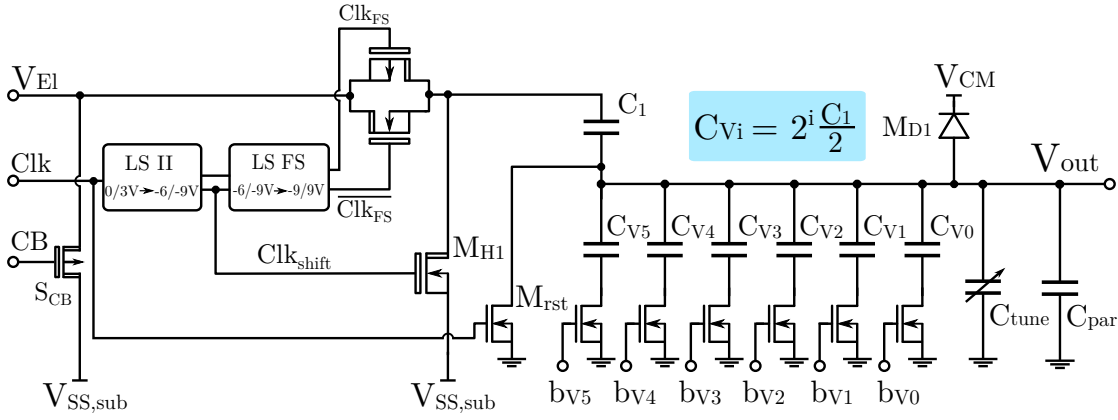 Clk_FS
V_El
C_1
C_Vi = 2^i C_1/2
V_CM
M_D1
Clk
LS II
0/3V→-6/-9V
LS FS
-6/-9V→-9/9V
V_out
\overline{Clk_FS}
C_V5 C_V4 C_V3 C_V2 C_V1 C_V0
CB
Clk_shift
M_H1
S_CB
M_rst
C_tune
C_par
V_SS,sub
V_SS,sub
b_V5 b_V4 b_V3 b_V2 b_V1 b_V0